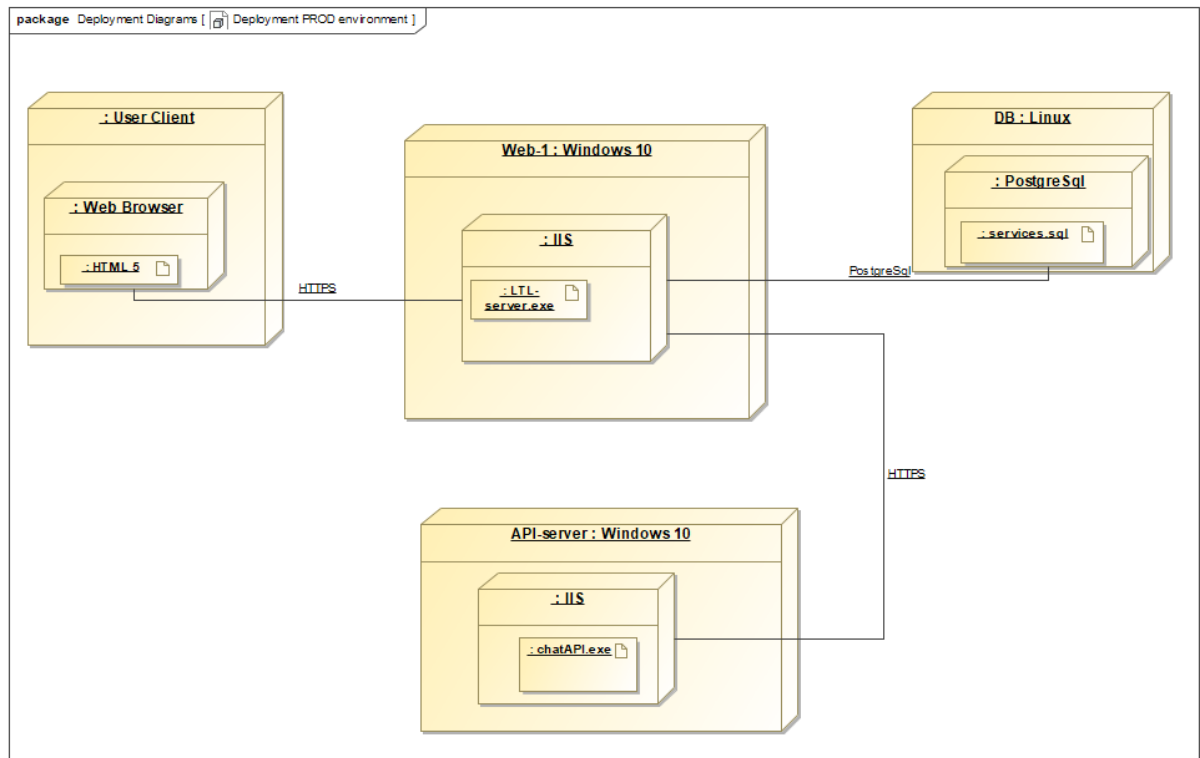 package Deployment Diagrams [ Deployment PROD environment ]
: User Client
: Web Browser
: HTML 5
HTTPS
Web-1 : Windows 10
: IIS
: LTL-
server.exe
DB : Linux
: PostgreSql
: services.sql
PostgreSql
HTTPS
API-server : Windows 10
: IIS
: chatAPI.exe